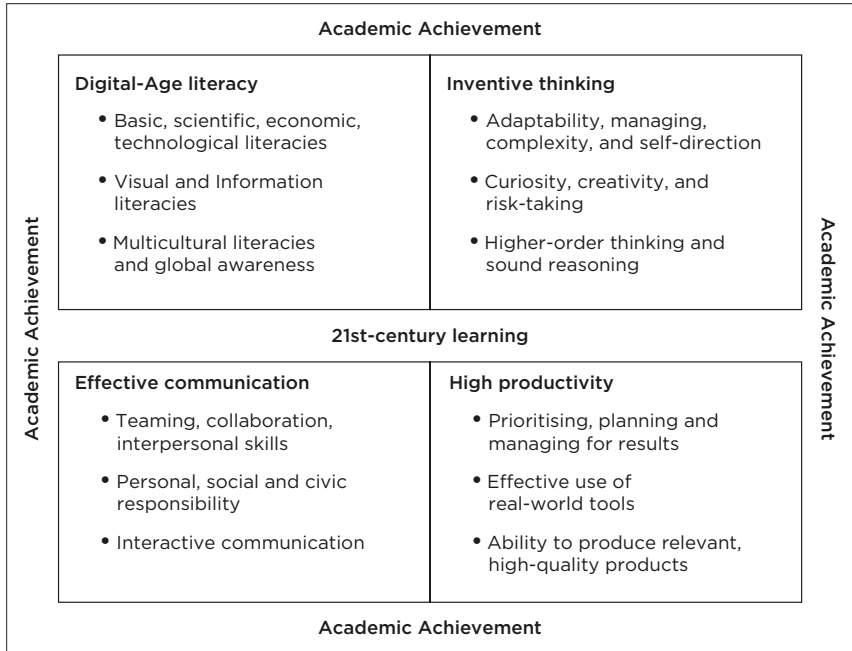 Academic Achievement
Digital-Age literacy
• Basic, scientific, economic,
technological literacies
• Visual and Information
literacies
• Multicultural literacies
and global awareness
Inventive thinking
• Adaptability, managing,
complexity, and self-direction
• Curiosity, creativity, and
risk-taking
• Higher-order thinking and
sound reasoning
Academic Achievement
Academic Achievement
21st-century learning
Effective communication
• Teaming, collaboration,
interpersonal skills
• Personal, social and civic
responsibility
• Interactive communication
High productivity
• Prioritising, planning and
managing for results
• Effective use of
real-world tools
• Ability to produce relevant,
high-quality products
Academic Achievement